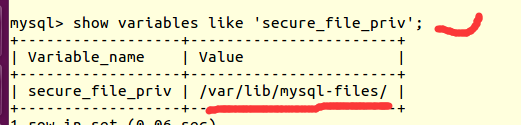 mysql> show variables like 'secure_file_priv';
+------------------+-----------------------+
| Variable_name    | Value                 |
+------------------+-----------------------+
| secure_file_priv | /var/lib/mysql-files/ |
+------------------+-----------------------+
1 row in set (0.06 sec)